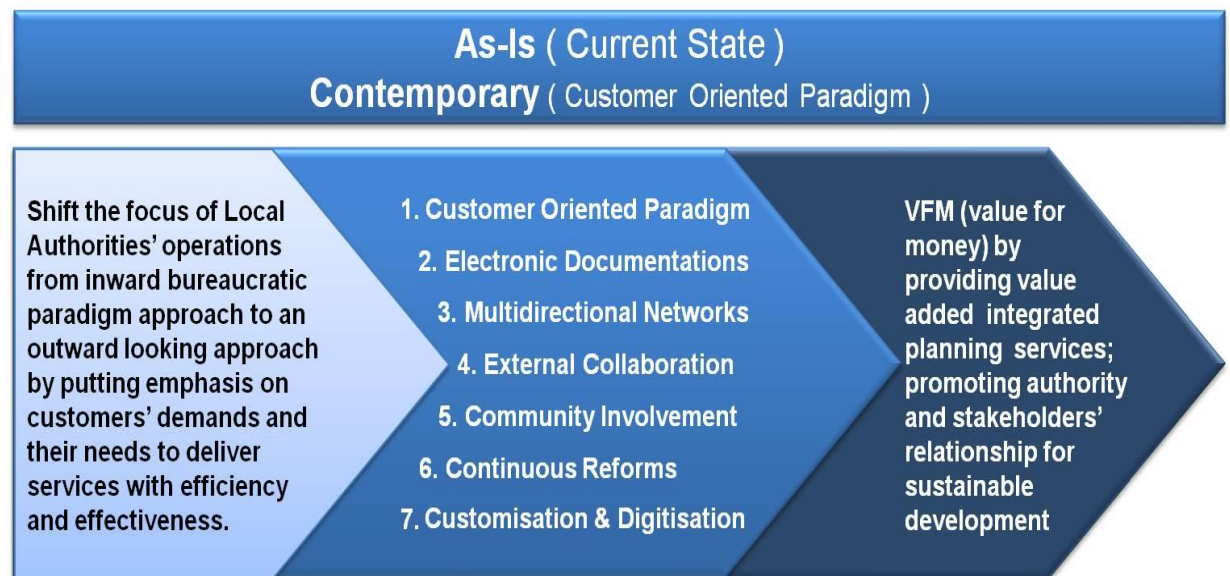 As-Is ( Current State )
Contemporary ( Customer Oriented Paradigm )
Shift the focus of Local
Authorities' operations
from inward bureaucratic
paradigm approach to an
outward looking approach
by putting emphasis on
customers' demands and
their needs to deliver
services with efficiency
and effectiveness.
1. Customer Oriented Paradigm
2. Electronic Documentations
3. Multidirectional Networks
4. External Collaboration
5. Community Involvement
6. Continuous Reforms
7. Customisation & Digitisation
VFM (value for
money) by
providing value
added integrated
planning services;
promoting authority
and stakeholders'
relationship for
sustainable
development